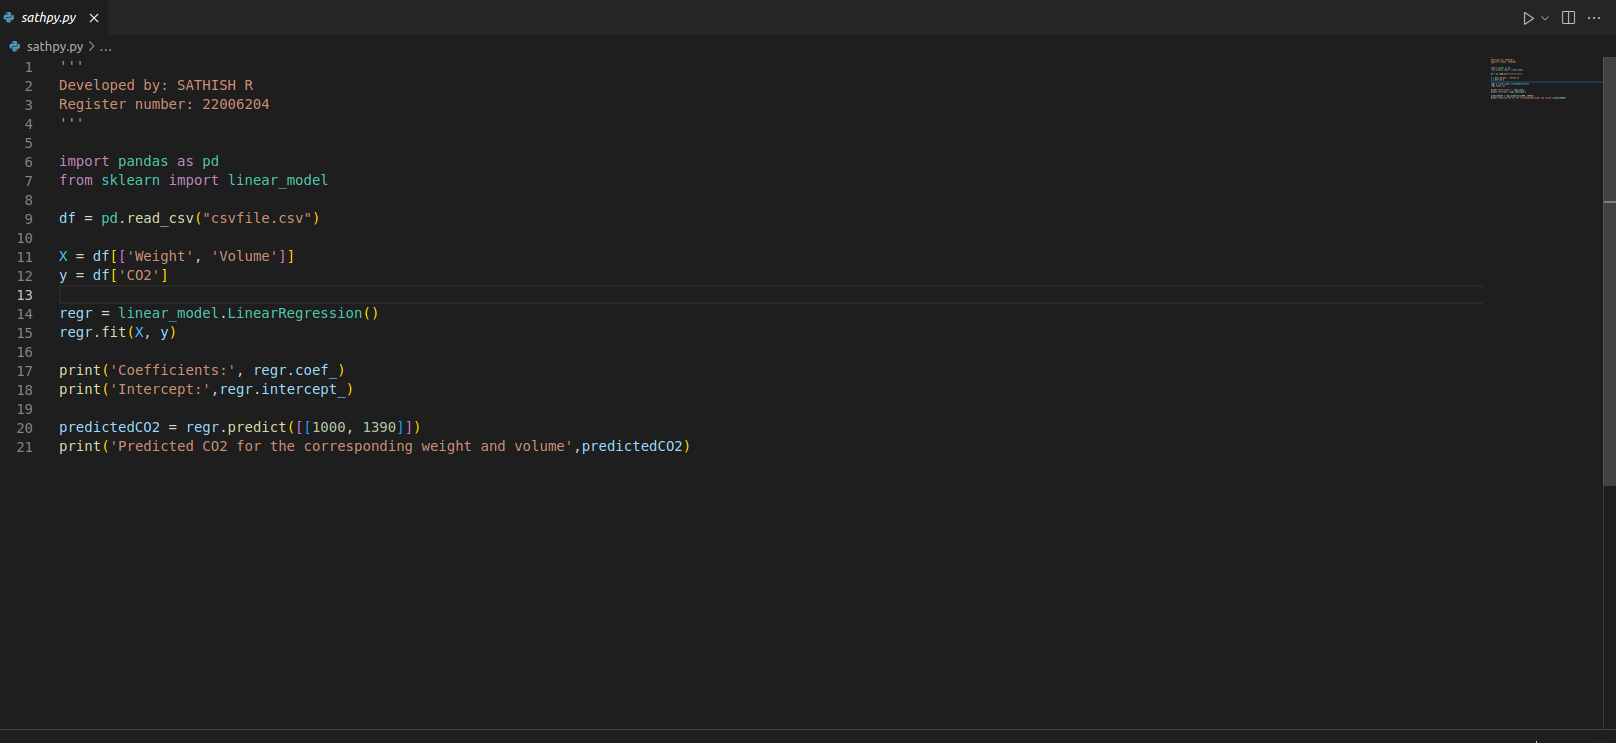 sathpy.py
sathpy.py > ...
1 '''
2 Developed by: SATHISH R
3 Register number: 22006204
4 '''
5
6 import pandas as pd
7 from sklearn import linear_model
8
9 df = pd.read_csv("csvfile.csv")
10
11 X = df[['Weight', 'Volume']]
12 y = df['CO2']
13
14 regr = linear_model.LinearRegression()
15 regr.fit(X, y)
16
17 print('Coefficients:', regr.coef_)
18 print('Intercept:',regr.intercept_)
19
20 predictedCO2 = regr.predict([[1000, 1390]])
21 print('Predicted CO2 for the corresponding weight and volume',predictedCO2)